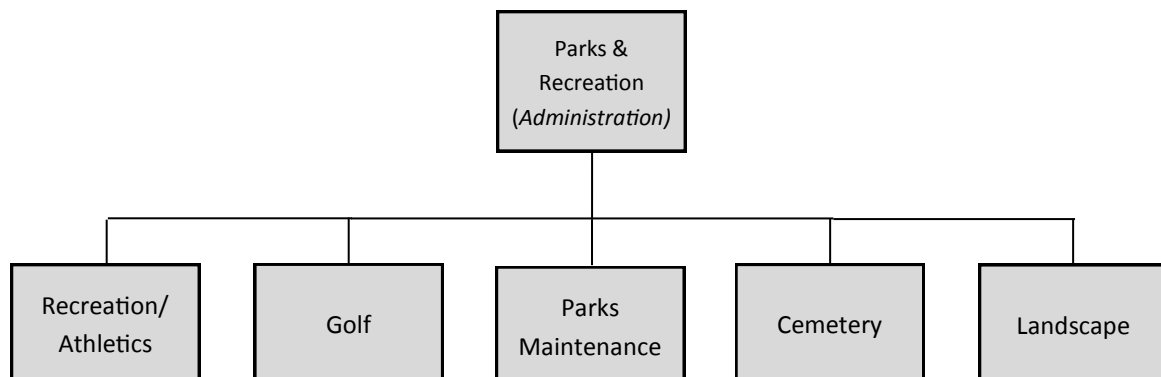 Parks &
Recreation
(Administration)
Recreation/
Athletics
Golf
Parks
Maintenance
Cemetery
Landscape